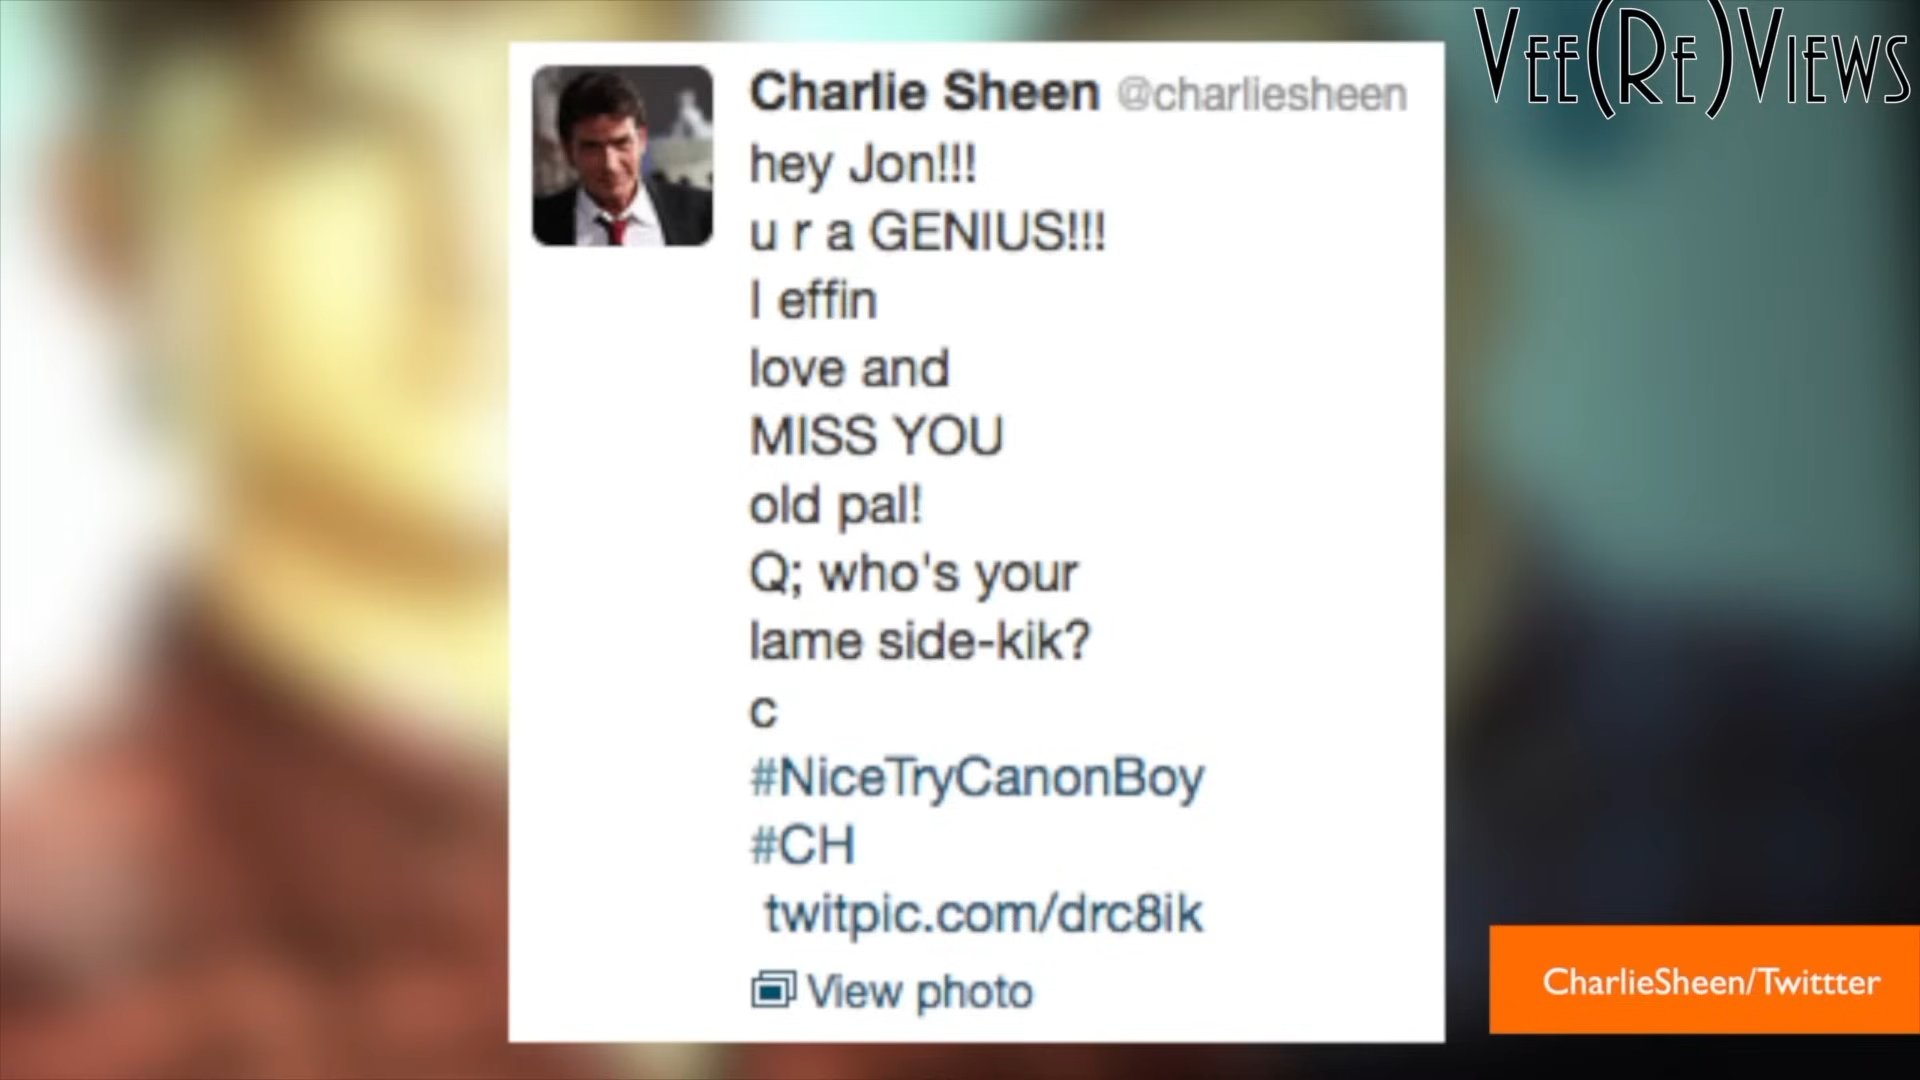 VEE(RE)VIEWS
Charlie Sheen @charliesheen
hey Jon!!!
u r a GENIUS!!!
I effin
love and
MISS YOU
old pal!
Q; who's your
lame side-kik?
c
#NiceTryCanonBoy
#CH
twitpic.com/drc8ik
View photo
CharlieSheen/Twittter